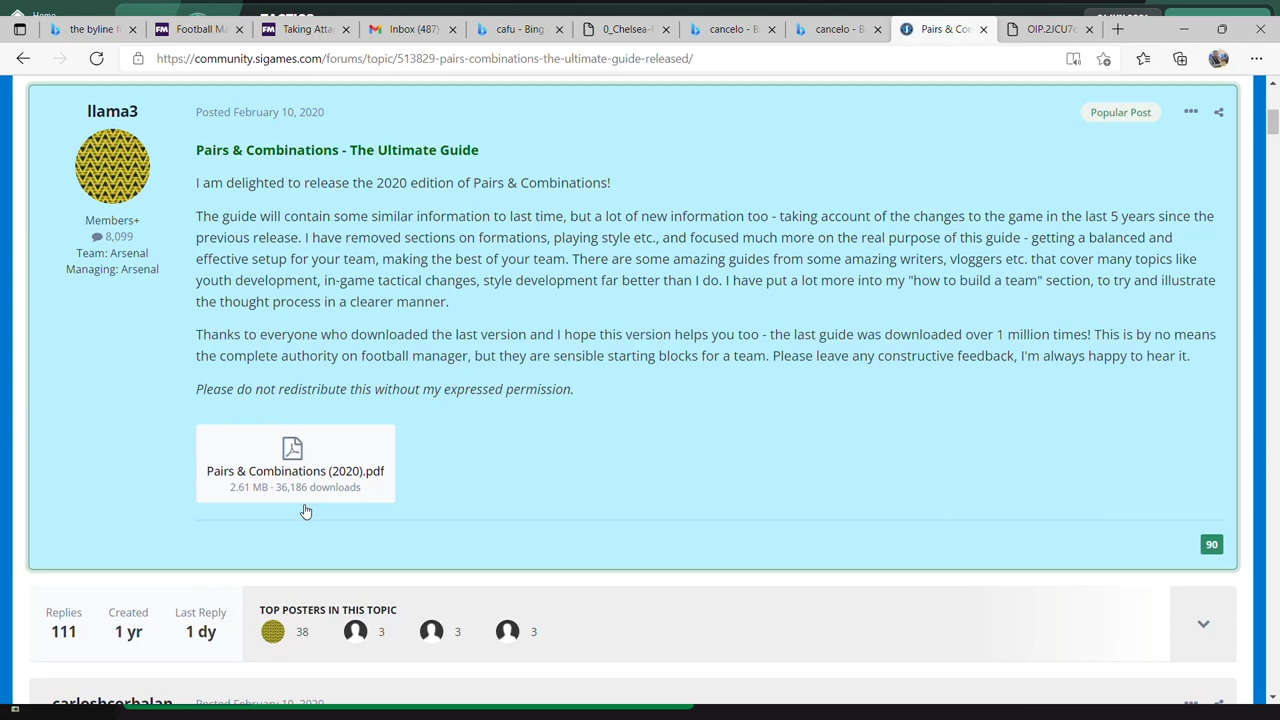 the byline f
Football Ma
Taking Atta
Inbox (487)
cafu - Bing
0_Chelsea-F
cancelo - B
cancelo - B
Pairs & Con
OIP.2JCU7c
https://community.sigames.com/forums/topic/513829-pairs-combinations-the-ultimate-guide-released/
llama3
Posted February 10, 2020
Popular Post
Pairs & Combinations - The Ultimate Guide
I am delighted to release the 2020 edition of Pairs & Combinations!
The guide will contain some similar information to last time, but a lot of new information too - taking account of the changes to the game in the last 5 years since the
previous release. I have removed sections on formations, playing style etc., and focused much more on the real purpose of this guide - getting a balanced and
effective setup for your team, making the best of your team. There are some amazing guides from some amazing writers, vloggers etc. that cover many topics like
youth development, in-game tactical changes, style development far better than I do. I have put a lot more into my "how to build a team" section, to try and illustrate
the thought process in a clearer manner.
Members+
8,099
Team: Arsenal
Managing: Arsenal
Thanks to everyone who downloaded the last version and I hope this version helps you too - the last guide was downloaded over 1 million times! This is by no means
the complete authority on football manager, but they are sensible starting blocks for a team. Please leave any constructive feedback, I'm always happy to hear it.
Please do not redistribute this without my expressed permission.
Pairs & Combinations (2020).pdf
2.61 MB · 36,186 downloads
90
Replies
111
Created
1 yr
Last Reply
1 dy
TOP POSTERS IN THIS TOPIC
38
3
3
3
carloshcorbalan
Posted February 10, 2020